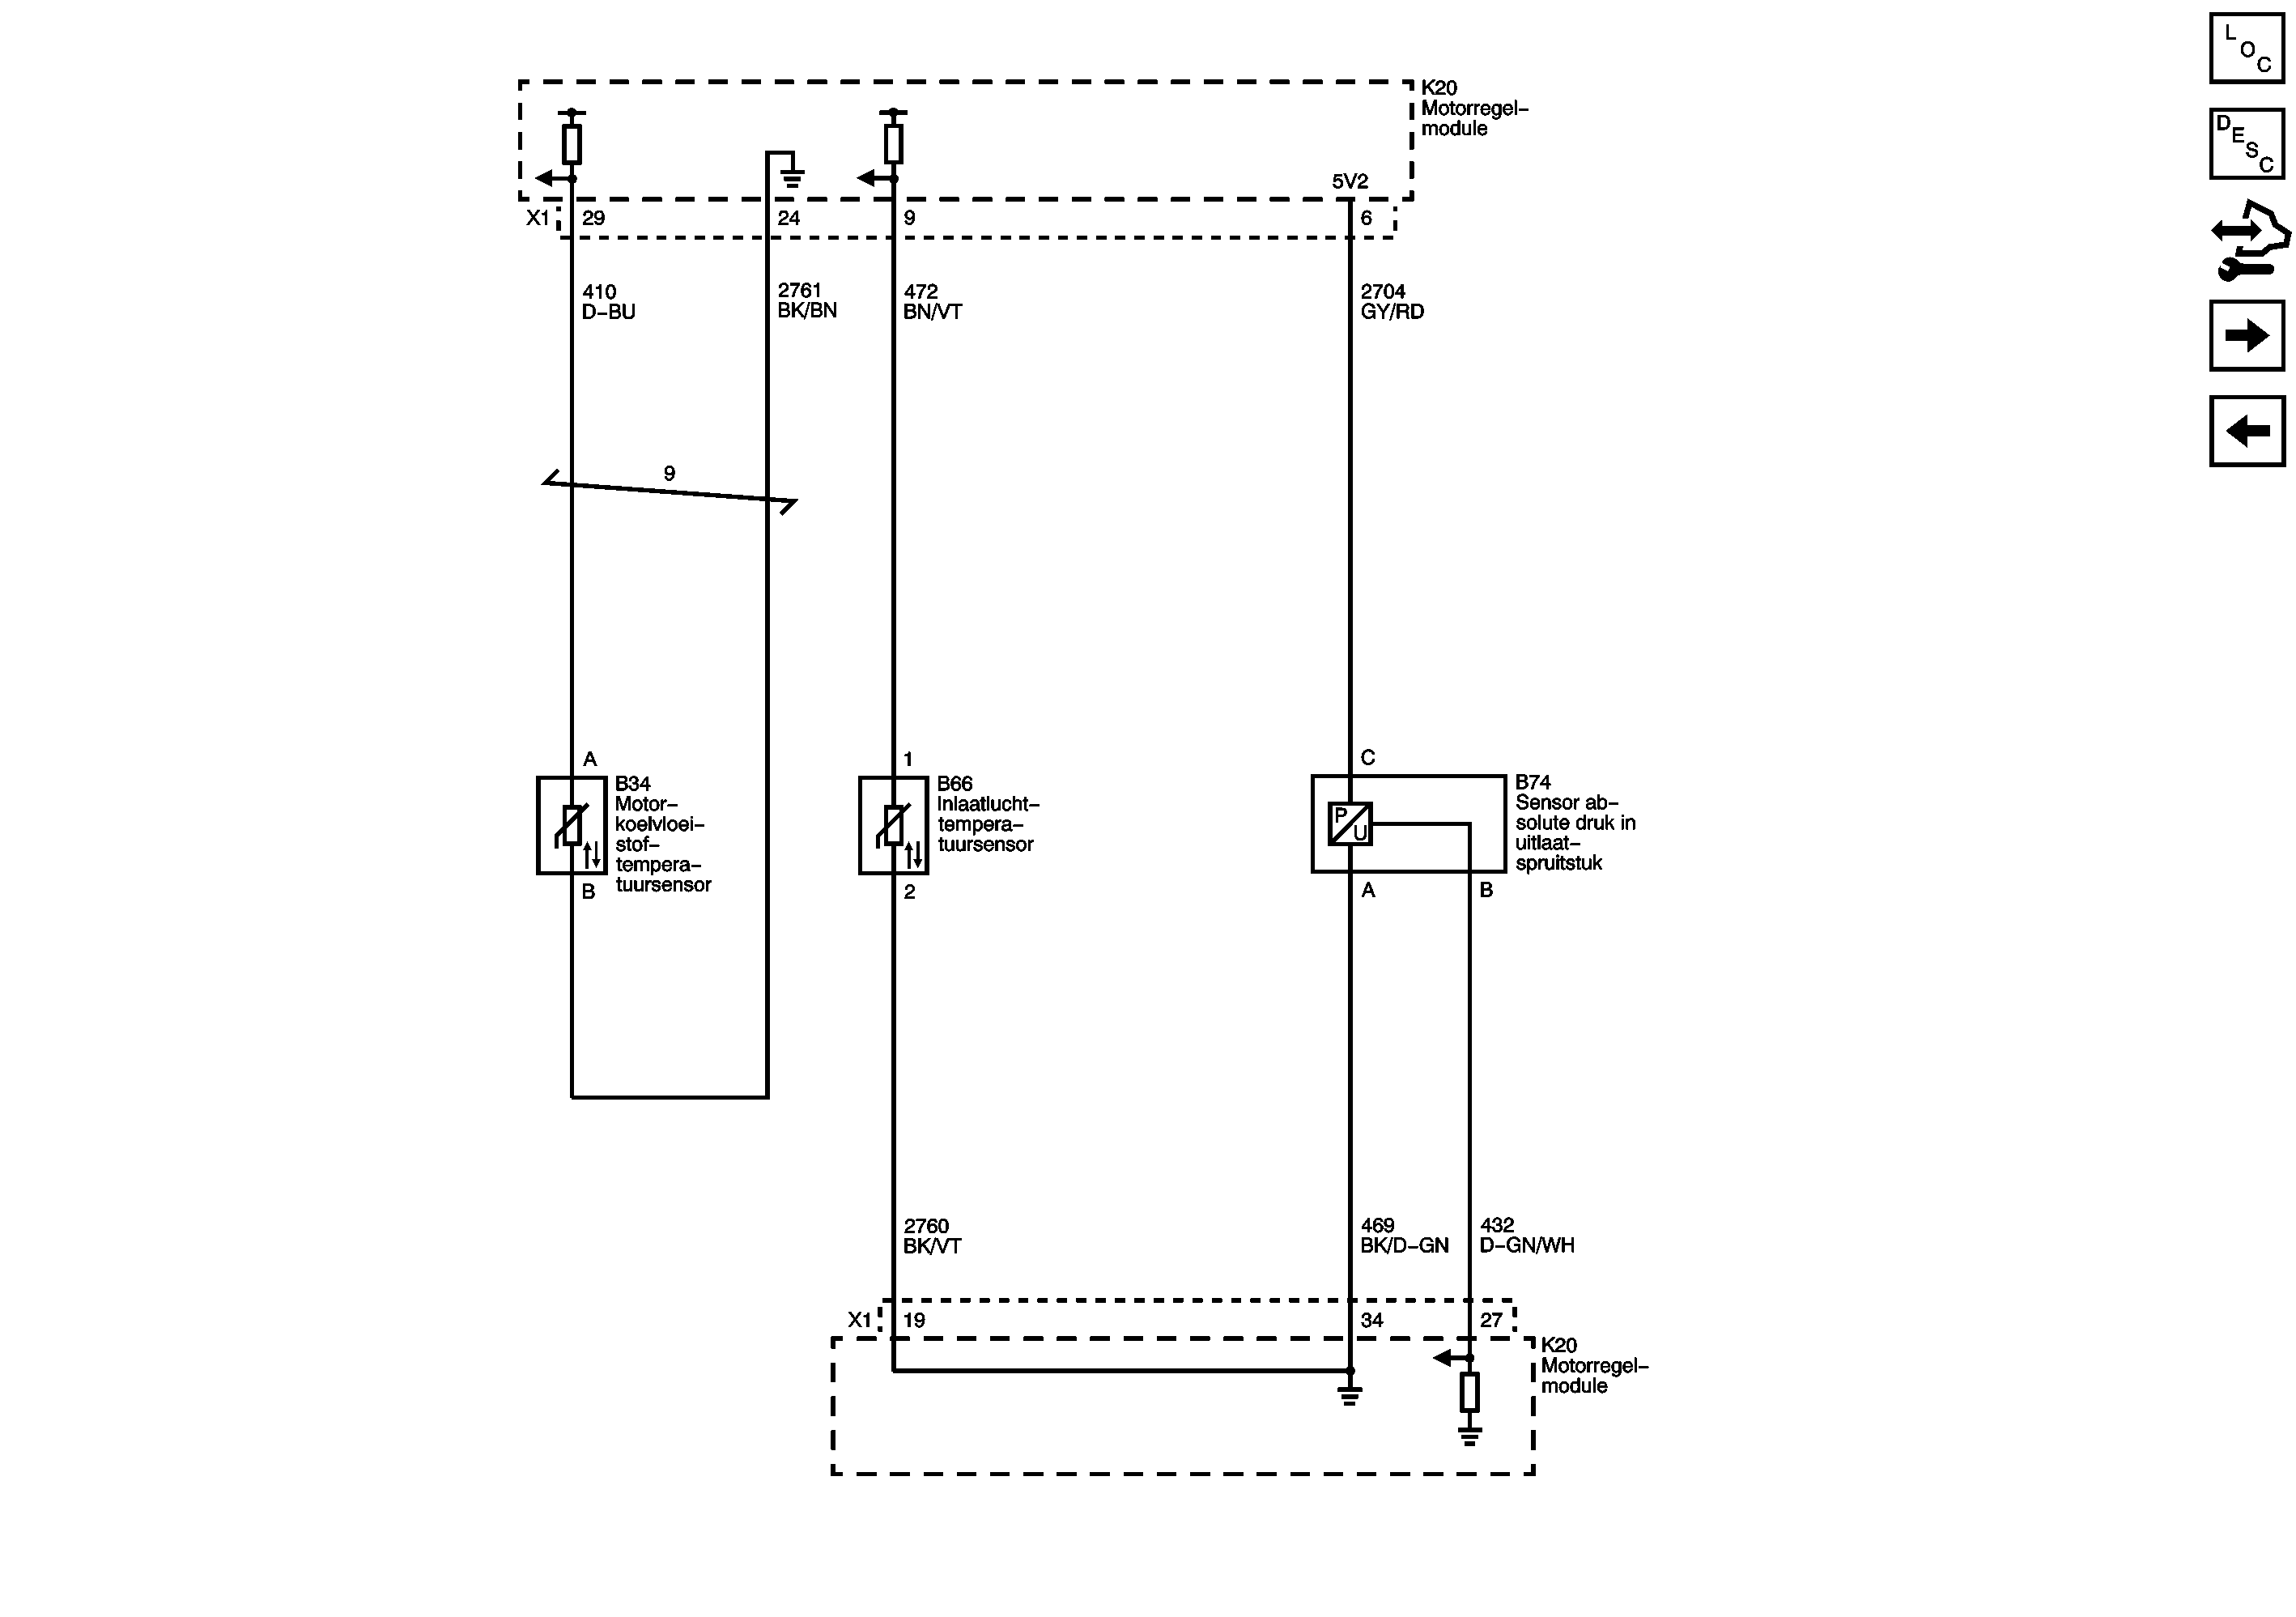 L
O
C
K20
Motorregel–
module
D
E
S
C
5V2
X1 29 24 9 6
410
D–BU
2761
BK/BN
472
BN/VT
2704
GY/RD
9
A
1
C
B34
Motor–
koelvloei–
stof–
tempera–
tuursensor
B66
Inlaatlucht–
tempera–
tuursensor
P
U
B74
Sensor ab–
solute druk in
uitlaat–
spruitstuk
B
2
A
B
2760
BK/VT
469
BK/D–GN
432
D–GN/WH
X1 19 34 27
K20
Motorregel–
module